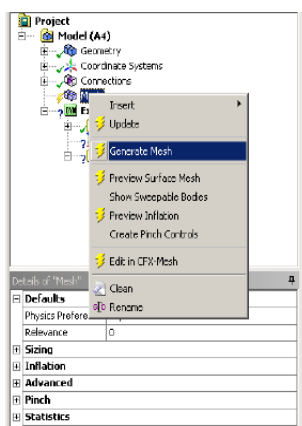 Project
Model (A4)
Geometry
Coordinate Systems
Connections
Insert
Update
Generate Mesh
Preview Surface Mesh
Show Sweepable Bodies
Preview Inflation
Create Pinch Controls
Edit in CFX-Mesh
Clean
Rename
Details of "Mesh"
Defaults
Physics Prefere
Relevance 0
Sizing
Inflation
Advanced
Pinch
Statistics